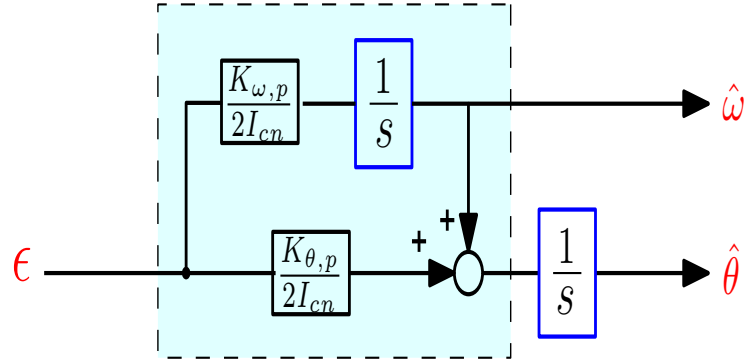 K_{ω,p}
2I_{cn}
1
s
ω̂
+
+
ϵ
K_{θ,p}
2I_{cn}
1
s
θ̂